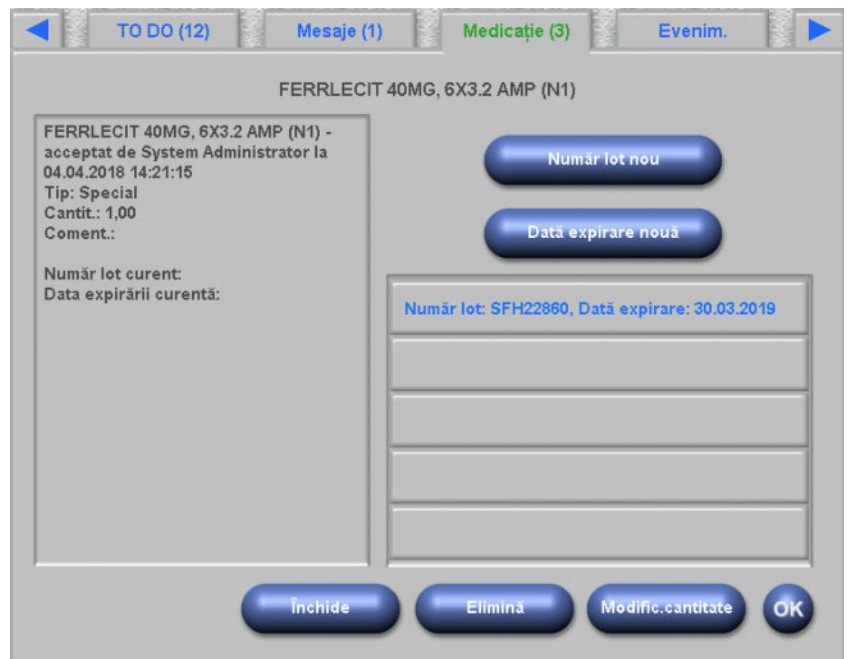 TO DO (12)
Mesaje (1)
Medicație (3)
Evenim.
FERRLECIT 40MG, 6X3.2 AMP (N1)
FERRLECIT 40MG, 6X3.2 AMP (N1) -
acceptat de System Administrator la
04.04.2018 14:21:15
Tip: Special
Cantit.: 1,00
Coment.:
Număr lot curent:
Data expirării curentă:
Număr lot nou
Dată expirare nouă
Număr lot: SFH22860, Dată expirare: 30.03.2019
Închide
Elimină
Modific.cantitate
OK